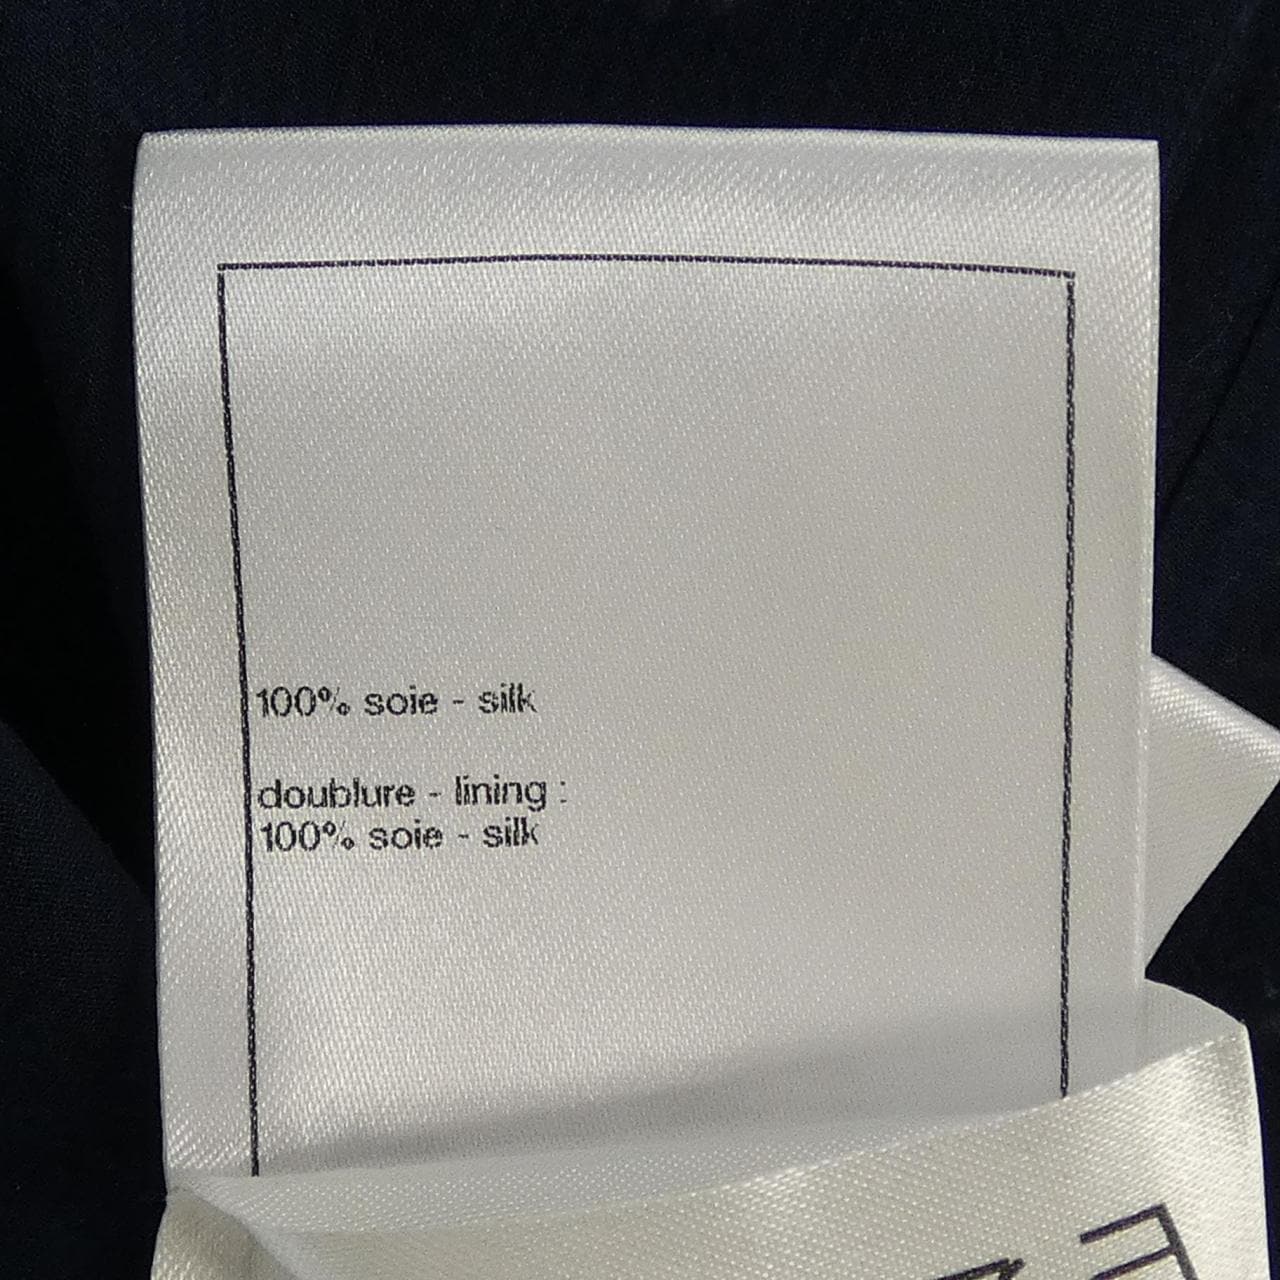 100% soie - silk
doublure - lining :
100% soie - silk